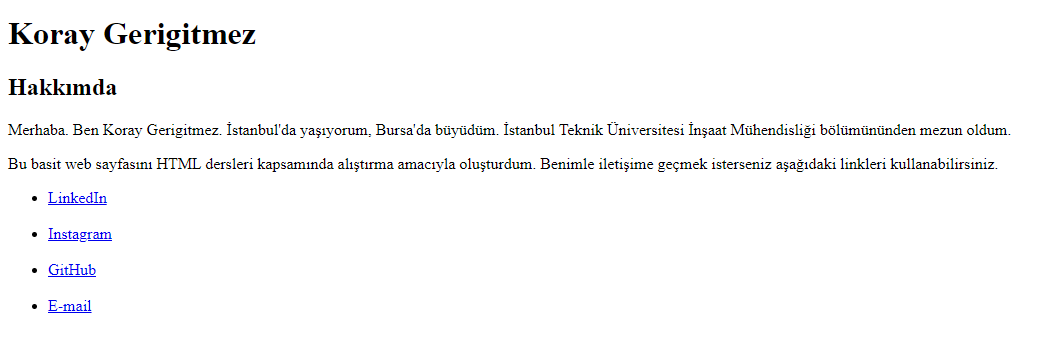 Koray Gerigitmez
Hakkımda
Merhaba. Ben Koray Gerigitmez. İstanbul'da yaşıyorum, Bursa'da büyüdüm. İstanbul Teknik Üniversitesi İnşaat Mühendisliği bölümününden mezun oldum.
Bu basit web sayfasını HTML dersleri kapsamında alıştırma amacıyla oluşturdum. Benimle iletişime geçmek isterseniz aşağıdaki linkleri kullanabilirsiniz.
LinkedIn
Instagram
GitHub
E-mail